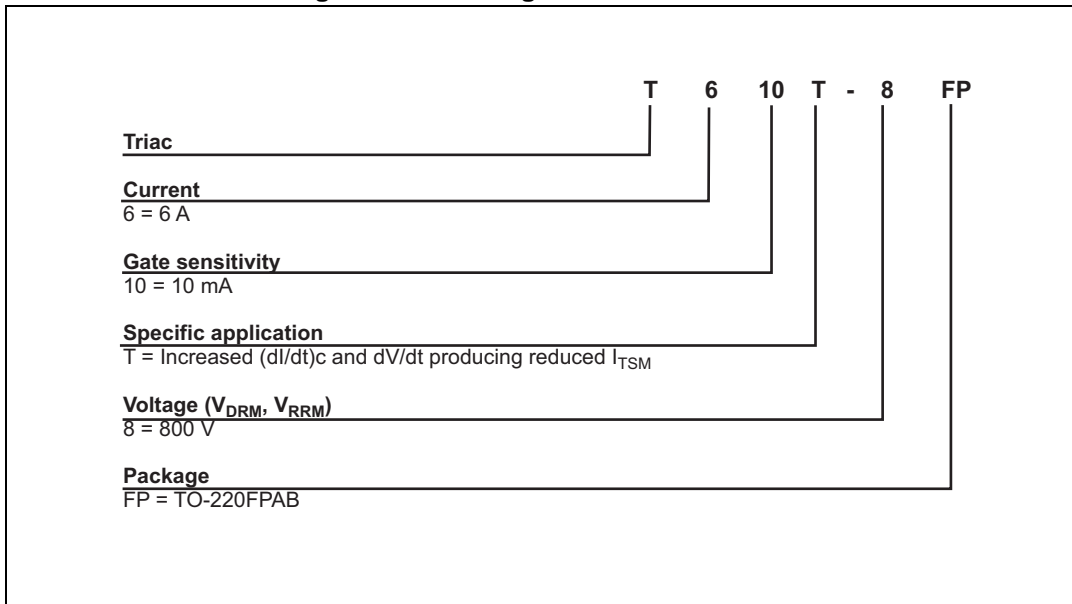 T 6 10 T - 8 FP
Triac
Current
6 = 6 A
Gate sensitivity
10 = 10 mA
Specific application
T = Increased (dI/dt)c and dV/dt producing reduced ITSM
Voltage (VDRM, VRRM)
8 = 800 V
Package
FP = TO-220FPAB